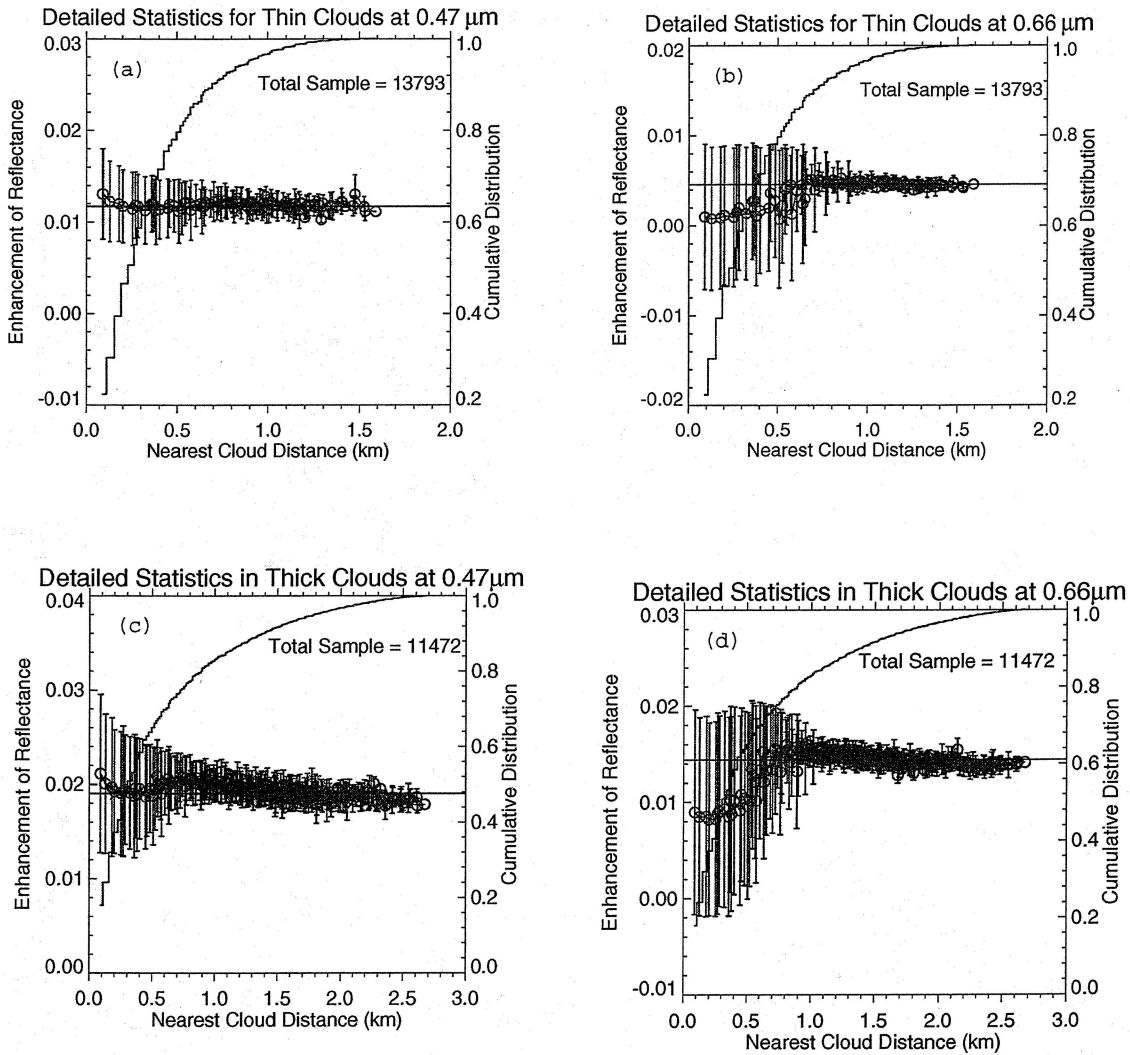 Detailed Statistics for Thin Clouds at 0.47 µm
(a)
Total Sample = 13793
Enhancement of Reflectance
0.03
0.02
0.01
0.00
-0.01
1.0
0.8
0.6
0.4
0.2
Cumulative Distribution
0.0 0.5 1.0 1.5 2.0
Nearest Cloud Distance (km)
Detailed Statistics for Thin Clouds at 0.66 µm
(b)
Total Sample = 13793
Enhancement of Reflectance
0.02
0.01
0.00
-0.01
-0.02
1.0
0.8
0.6
0.4
0.2
Cumulative Distribution
0.0 0.5 1.0 1.5 2.0
Nearest Cloud Distance (km)
Detailed Statistics in Thick Clouds at 0.47µm
(c)
Total Sample = 11472
Enhancement of Reflectance
0.04
0.03
0.02
0.01
0.00
1.0
0.8
0.6
0.4
0.2
0.0
Cumulative Distribution
0.0 0.5 1.0 1.5 2.0 2.5 3.0
Nearest Cloud Distance (km)
Detailed Statistics in Thick Clouds at 0.66µm
(d)
Total Sample = 11472
Enhancement of Reflectance
0.03
0.02
0.01
0.00
-0.01
1.0
0.8
0.6
0.4
0.2
0.0
Cumulative Distribution
0.0 0.5 1.0 1.5 2.0 2.5 3.0
Nearest Cloud Distance (km)